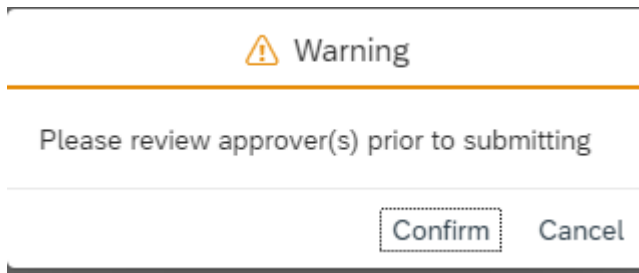 Warning
Please review approver(s) prior to submitting
Confirm Cancel